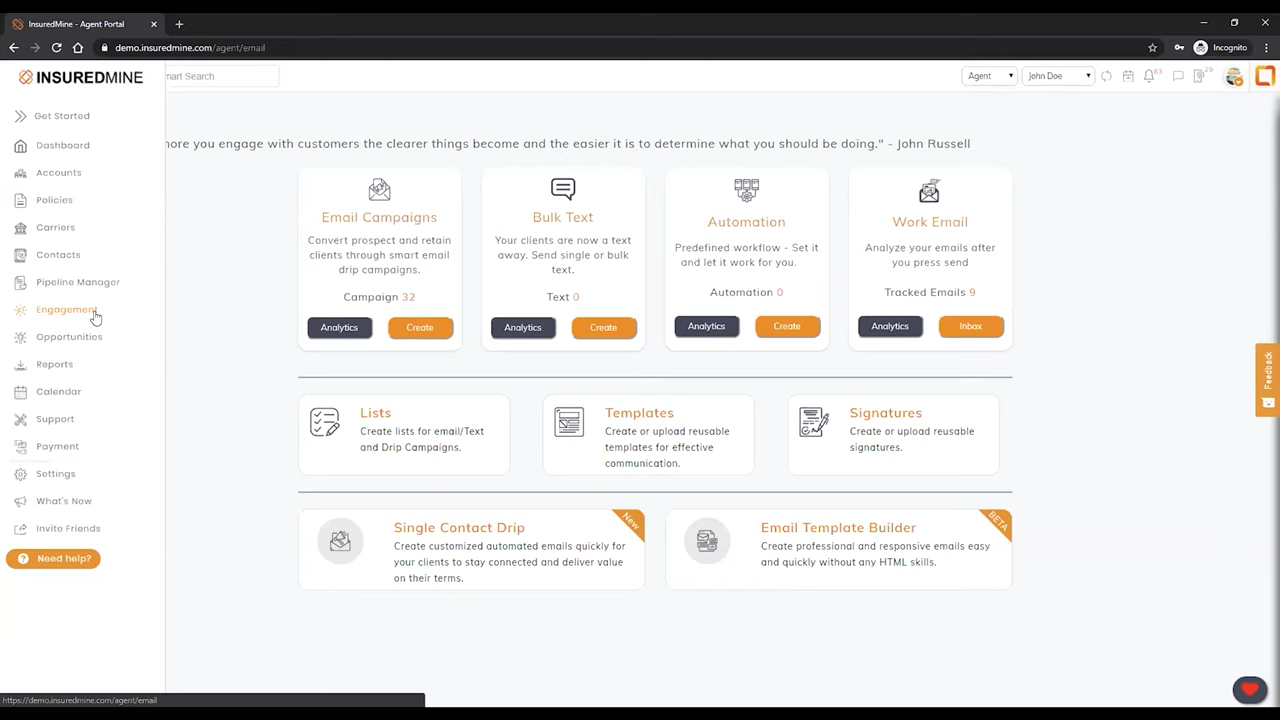 InsuredMine - Agent Portal
demo.insuredmine.com/agent/email
Incognito
INSUREDMINE
mart Search
Agent
John Doe
83
29
Get Started
Dashboard
Accounts
Policies
Carriers
Contacts
Pipeline Manager
Engagement
Opportunities
Reports
Calendar
Support
Payment
Settings
What's New
Invite Friends
Need help?
nore you engage with customers the clearer things become and the easier it is to determine what you should be doing." - John Russell
Email Campaigns
Convert prospect and retain
clients through smart email
drip campaigns.
Campaign 32
Analytics
Create
Bulk Text
Your clients are now a text
away. Send single or bulk
text.
Text 0
Analytics
Create
Automation
Predefined workflow - Set it
and let it work for you.
Automation 0
Analytics
Create
Work Email
Analyze your emails after
you press send
Tracked Emails 9
Analytics
Inbox
Feedback
Lists
Create lists for email/Text
and Drip Campaigns.
Templates
Create or upload reusable
templates for effective
communication.
Signatures
Create or upload reusable
signatures.
Single Contact Drip
New
Create customized automated emails quickly for
your clients to stay connected and deliver value
on their terms.
Email Template Builder
BETA
Create professional and responsive emails easy
and quickly without any HTML skills.
https://demo.insuredmine.com/agent/email